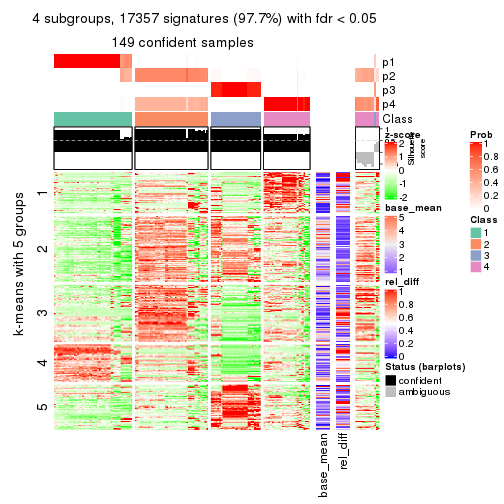 4 subgroups, 17357 signatures (97.7%) with fdr < 0.05
149 confident samples
p1
p2
p3
p4
Class
z-score
2
1
0
-1
-2
1
0
Silhouette
score
base_mean
5
4
3
2
1
rel_diff
1
0.8
0.6
0.4
0.2
0
Status (barplots)
confident
ambiguous
Prob
1
0.8
0.6
0.4
0.2
0
Class
1
2
3
4
k-means with 5 groups
1
2
3
4
5
base_mean
rel_diff